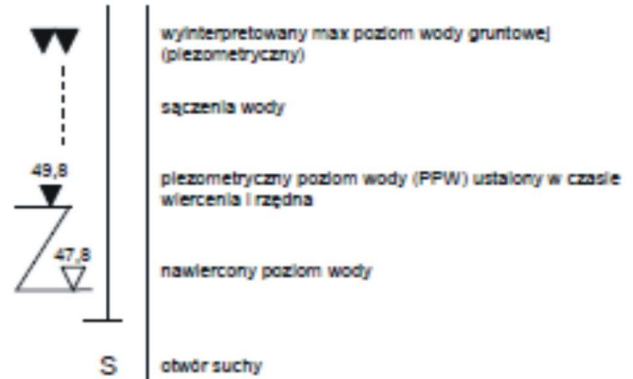 wyinterpretowany max poziom wody gruntowej
(piezometryczny)
sączenia wody
49,8
piezometryczny poziom wody (PPW) ustalony w czasie
wiercenia i rzędna
47,8
nawiercony poziom wody
S
otwór suchy